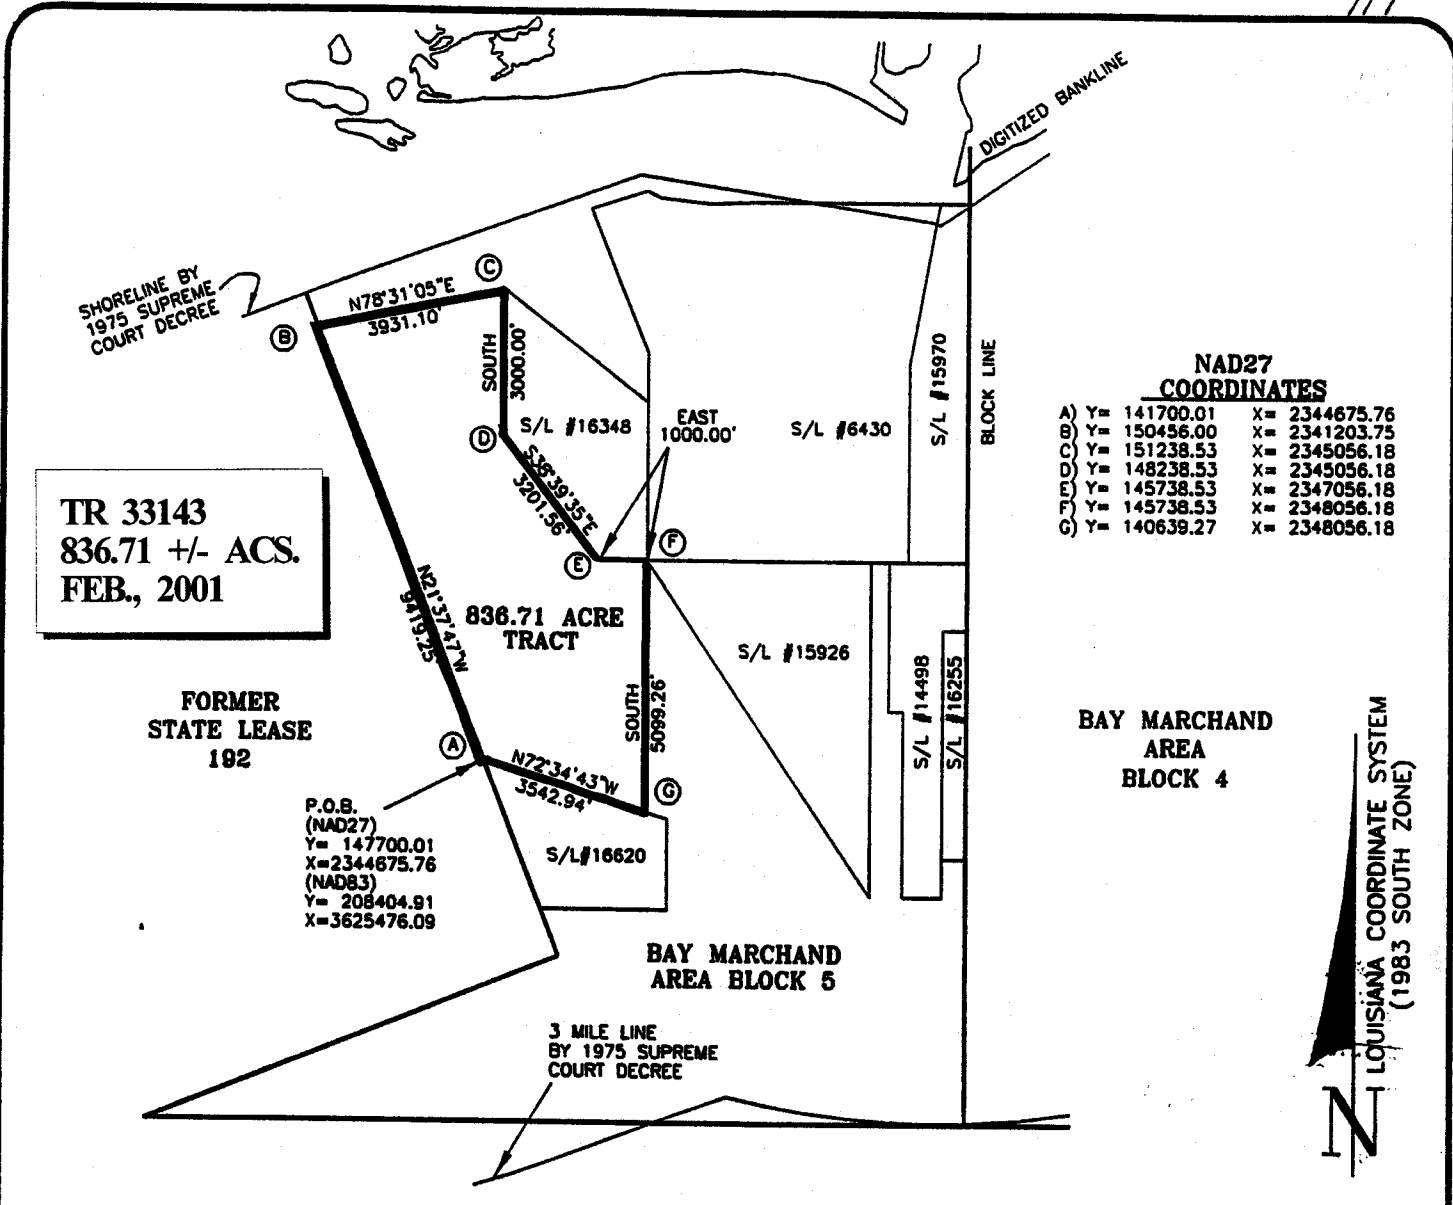 DIGITIZED BANKLINE
SHORELINE BY
1975 SUPREME
COURT DECREE
C
N78°31'05"E
3931.10'
B
SOUTH
3000.00'
D
S/L #16348
EAST
1000.00'
S/L #6430
S/L #15970
BLOCK LINE
NAD27
COORDINATES
A) Y= 141700.01 X= 2344675.76
B) Y= 150456.00 X= 2341203.75
C) Y= 151238.53 X= 2345056.18
D) Y= 148238.53 X= 2345056.18
E) Y= 145738.53 X= 2347056.18
F) Y= 145738.53 X= 2348056.18
G) Y= 140639.27 X= 2348056.18
TR 33143
836.71 +/- ACS.
FEB., 2001
S38°39'35"E
3201.56'
E
F
N21°37'47"W
9419.25'
836.71 ACRE
TRACT
S/L #15926
S/L #14498
S/L #16255
FORMER
STATE LEASE
192
SOUTH
5099.26'
A
N72°34'43"W
3542.94'
G
BAY MARCHAND
AREA
BLOCK 4
P.O.B.
(NAD27)
Y= 147700.01
X=2344675.76
(NAD83)
Y= 208404.91
X=3625476.09
S/L#16620
BAY MARCHAND
AREA BLOCK 5
3 MILE LINE
BY 1975 SUPREME
COURT DECREE
LOUISIANA COORDINATE SYSTEM
(1983 SOUTH ZONE)
N